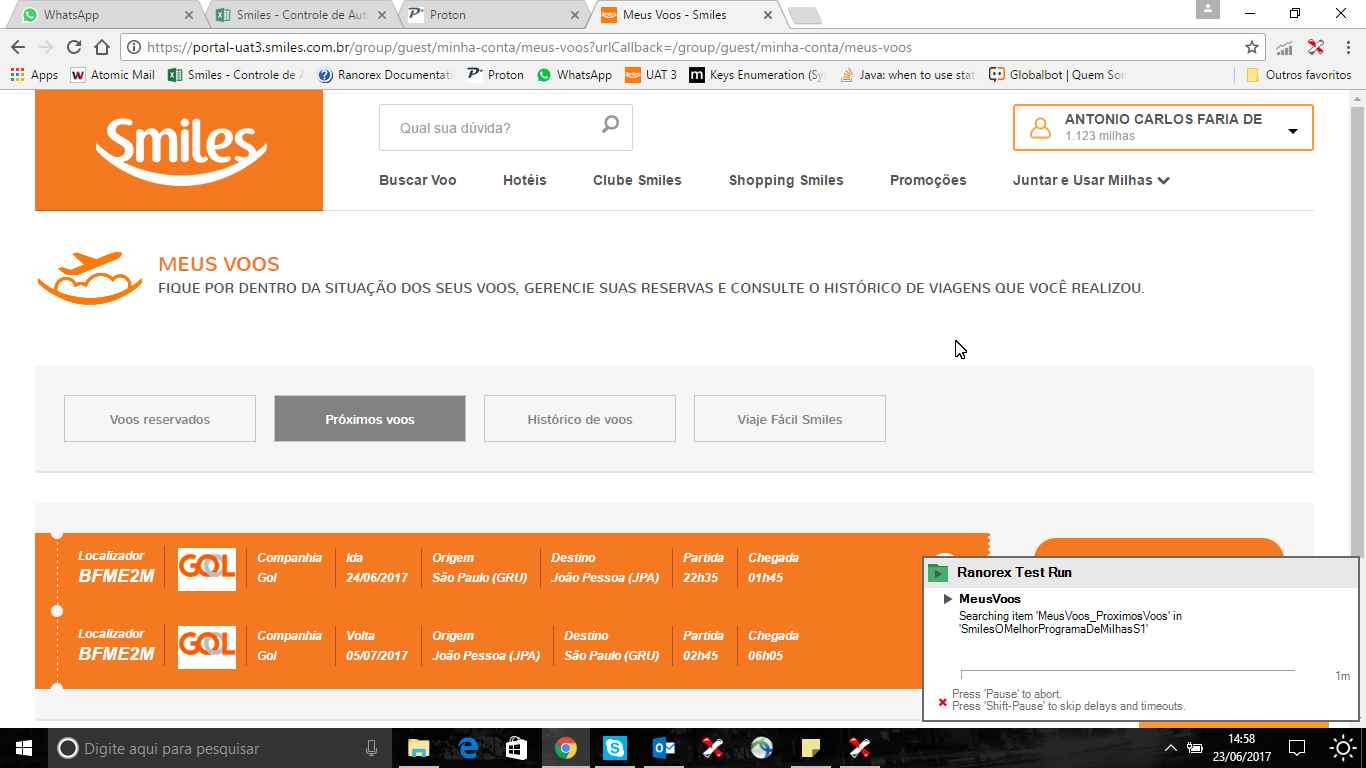 WhatsApp
Smiles - Controle de Aut
Proton
Meus Voos - Smiles
https://portal-uat3.smiles.com.br/group/guest/minha-conta/meus-voos?urlCallback=/group/guest/minha-conta/meus-voos
Apps
Atomic Mail
Smiles - Controle de A
Ranorex Documentati
Proton
WhatsApp
UAT 3
Keys Enumeration (Sy
Java: when to use stat
Globalbot | Quem Som
Outros favoritos
Smiles
Qual sua dúvida?
ANTONIO CARLOS FARIA DE
1.123 milhas
Buscar Voo
Hotéis
Clube Smiles
Shopping Smiles
Promoções
Juntar e Usar Milhas
MEUS VOOS
FIQUE POR DENTRO DA SITUAÇÃO DOS SEUS VOOS, GERENCIE SUAS RESERVAS E CONSULTE O HISTÓRICO DE VIAGENS QUE VOCÊ REALIZOU.
Voos reservados
Próximos voos
Histórico de voos
Viaje Fácil Smiles
Localizador
BFME2M
GOL
Companhia
Gol
Ida
24/06/2017
Origem
São Paulo (GRU)
Destino
João Pessoa (JPA)
Partida
22h35
Chegada
01h45
Localizador
BFME2M
GOL
Companhia
Gol
Volta
05/07/2017
Origem
João Pessoa (JPA)
Destino
São Paulo (GRU)
Partida
02h45
Chegada
06h05
Ranorex Test Run
MeusVoos
Searching item 'MeusVoos_ProximosVoos' in
'SmilesOMelhorProgramaDeMilhasS1'
1m
Press 'Pause' to abort.
Press 'Shift-Pause' to skip delays and timeouts.
Digite aqui para pesquisar
14:58
23/06/2017